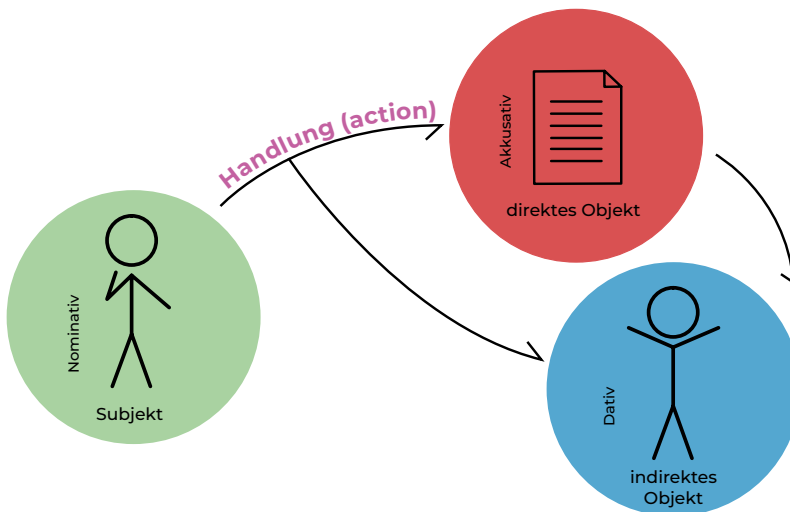 Handlung (action)
Akkusativ
direktes Objekt
Nominativ
Subjekt
Dativ
indirektes
Objekt